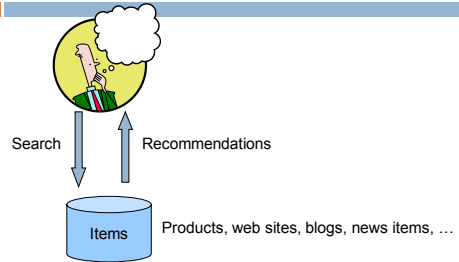 Search
Recommendations
Items
Products, web sites, blogs, news items, …